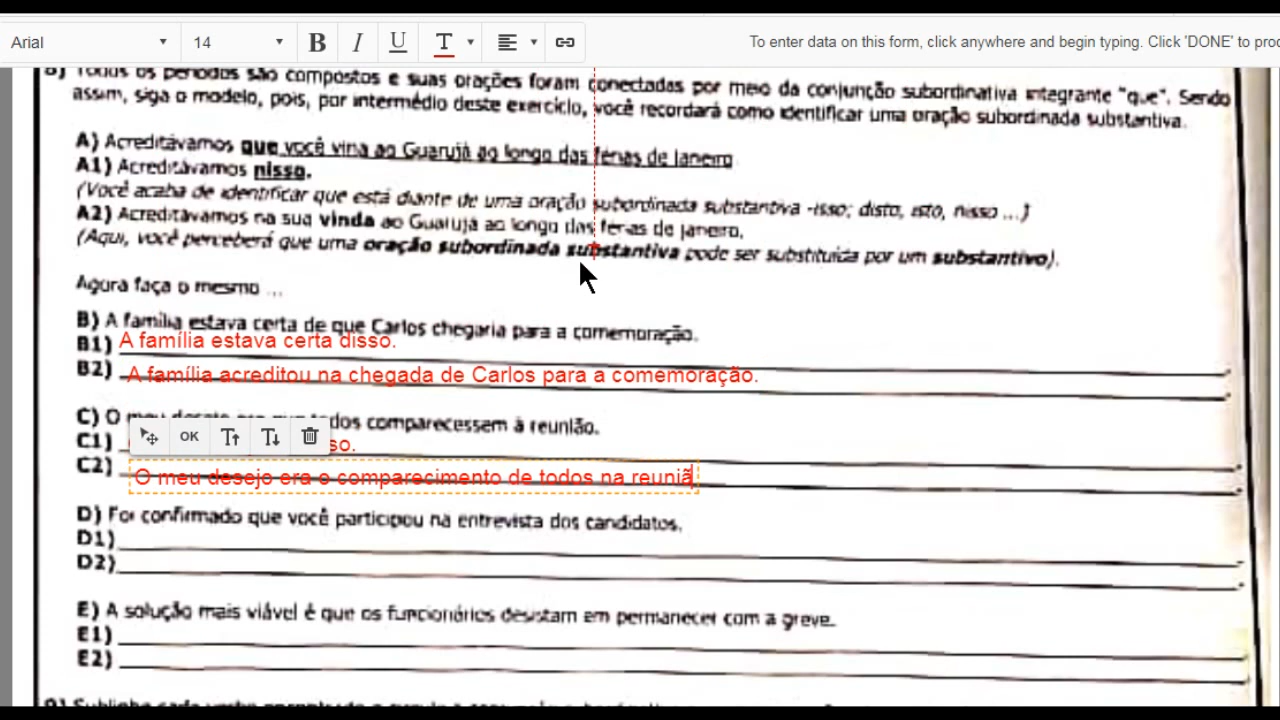 Arial 14 B I U T To enter data on this form, click anywhere and begin typing. Click 'DONE' to
8) Todos os períodos são compostos e suas orações foram conectadas por meio da conjunção subordinativa integrante "que". Sendo
assim, siga o modelo, pois, por intermédio deste exercício, você recordará como identificar uma oração subordinada substantiva.
A) Acreditávamos que você viria ao Guarujá ao longo das férias de janeiro
A1) Acreditávamos nisso.
(Você acaba de identificar que está diante de uma oração subordinada substantiva -isso; disto, isto, nisso ...)
A2) Acreditávamos na sua vinda ao Guarujá ao longo das férias de janeiro.
(Aqui, você perceberá que uma oração subordinada substantiva pode ser substituída por um substantivo).
Agora faça o mesmo ...
B) A família estava certa de que Carlos chegaria para a comemoração.
B1) A família estava certa disso.
B2) A família acreditou na chegada de Carlos para a comemoração.
C) O meu desejo era que todos comparecessem à reunião.
OK
C1) sso.
C2) O meu desejo era o comparecimento de todos na reuniã
D) Foi confirmado que você participou na entrevista dos candidatos.
D1)
D2)
E) A solução mais viável é que os funcionários desistam em permanecer com a greve.
E1)
E2)
9) Sublinhe cada verbo